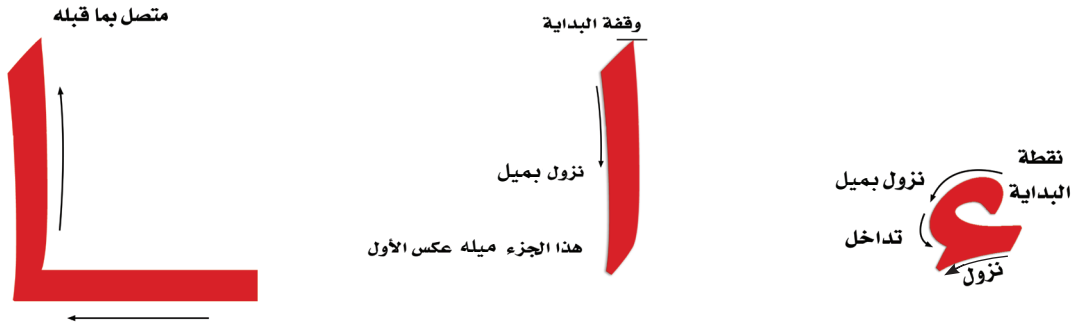 نقطة
البداية
نزول بميل
تداخل
نزول
وقفة البداية
نزول بميل
هذا الجزء ميله عكس الأول
متصل بما قبله